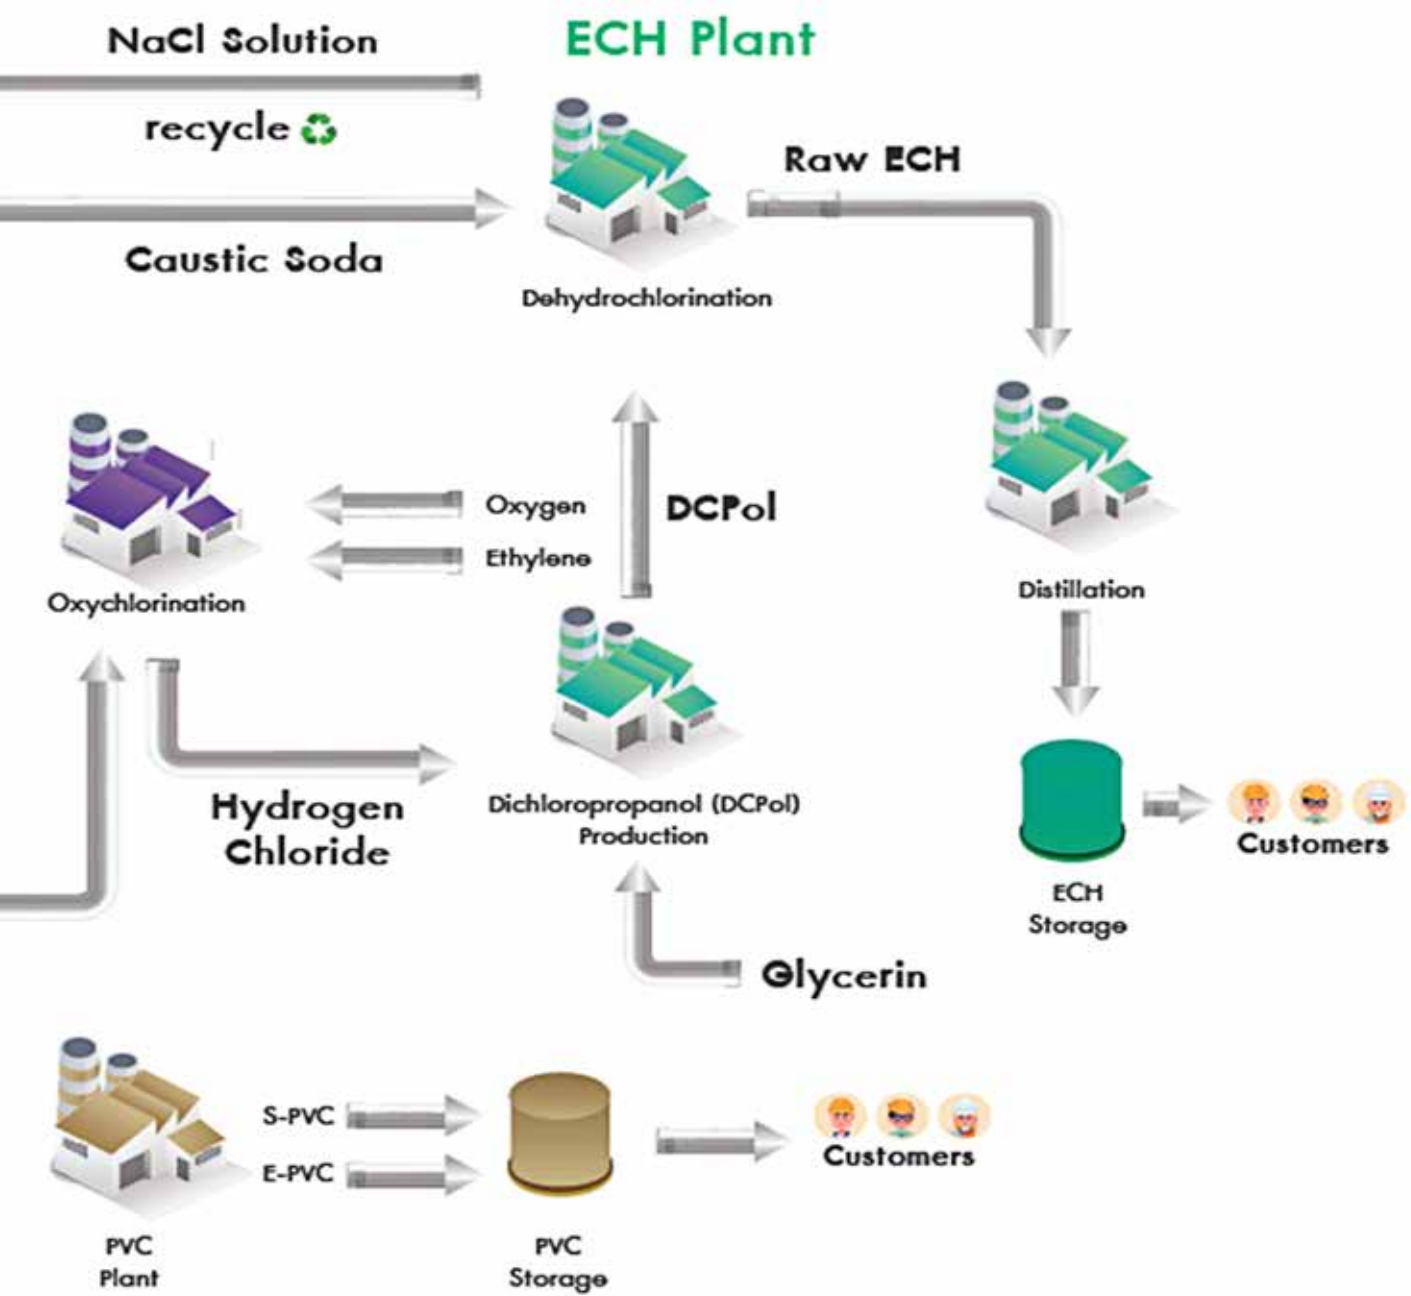 NaCl Solution
ECH Plant
recycle
Raw ECH
Caustic Soda
Dehydrochlorination
Oxygen
DCPol
Ethylene
Oxychlorination
Distillation
Hydrogen
Chloride
Dichloropropanol (DCPol)
Production
Customers
ECH
Storage
Glycerin
S-PVC
E-PVC
Customers
PVC
Plant
PVC
Storage